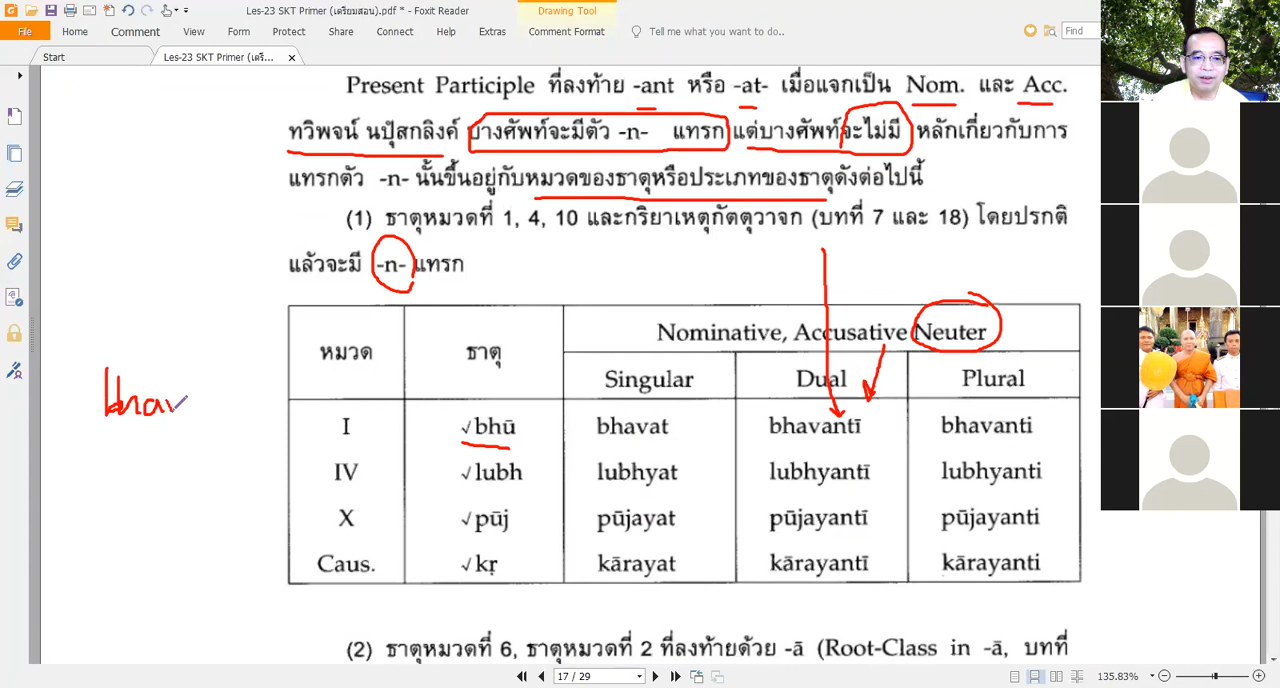 Les-23 SKT Primer (เตรียมสอน).pdf * - Foxit Reader
Drawing Tool
File Home Comment View Form Protect Share Connect Help Extras Comment Format Tell me what you want to do.. Find
Start Les-23 SKT Primer (เตรี...
Present Participle ที่ลงท้าย -ant หรือ -at- เมื่อแจกเป็น Nom. และ Acc.
ทวิพจน์ นปุํสกลิงค์ บางศัพท์จะมีตัว -n- แทรก แต่บางศัพท์จะไม่มี หลักเกี่ยวกับการ
แทรกตัว -n- นั้นขึ้นอยู่กับหมวดของธาตุหรือประเภทของธาตุดังต่อไปนี้
(1) ธาตุหมวดที่ 1, 4, 10 และกริยาเหตุกัตตุวาจก (บทที่ 7 และ 18) โดยปรกติ
แล้วจะมี -n- แทรก
หมวด ธาตุ Nominative, Accusative Neuter
Singular Dual Plural
I √bhū bhavat bhavantī bhavanti
IV √lubh lubhyat lubhyantī lubhyanti
X √pūj pūjayat pūjayantī pūjayanti
Caus. √kṛ kārayat kārayantī kārayanti
bhav
(2) ธาตุหมวดที่ 6, ธาตุหมวดที่ 2 ที่ลงท้ายด้วย -ā (Root-Class in -ā, บทที่
17 / 29 135.83%